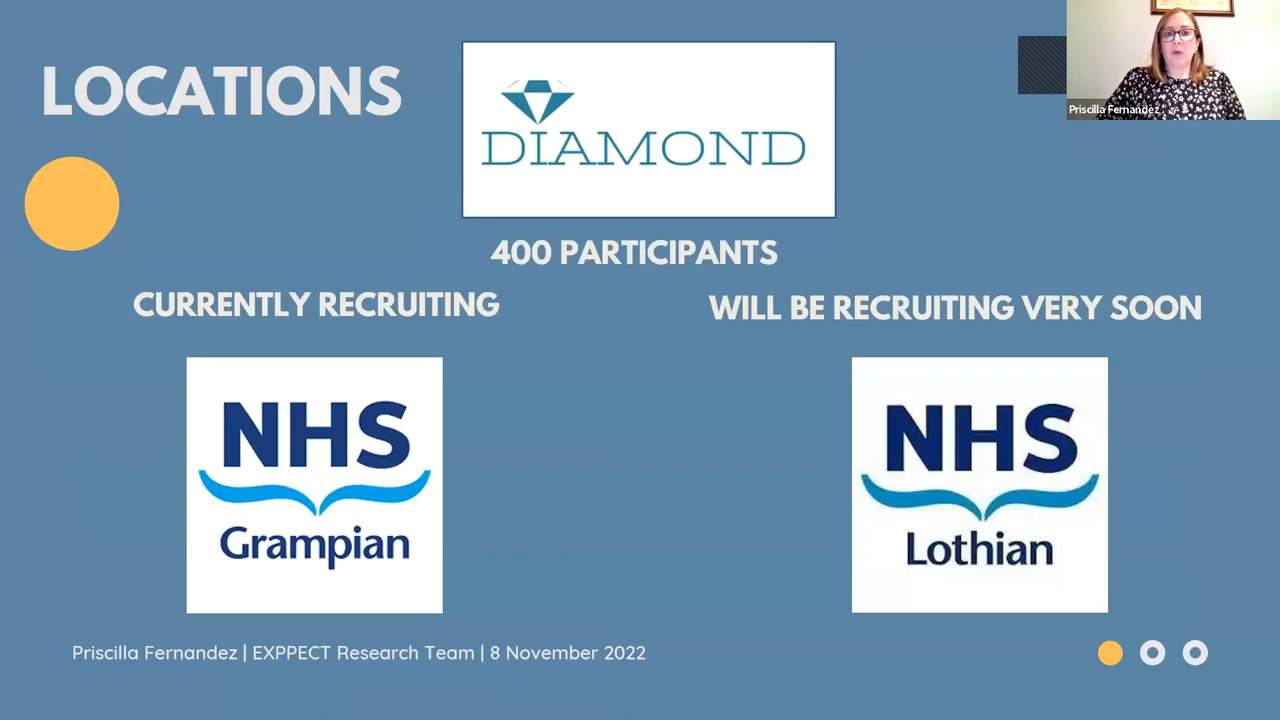 LOCATIONS
DIAMOND
Priscilla Fernandez
400 PARTICIPANTS
CURRENTLY RECRUITING
WILL BE RECRUITING VERY SOON
NHS
Grampian
NHS
Lothian
Priscilla Fernandez | EXPPECT Research Team | 8 November 2022